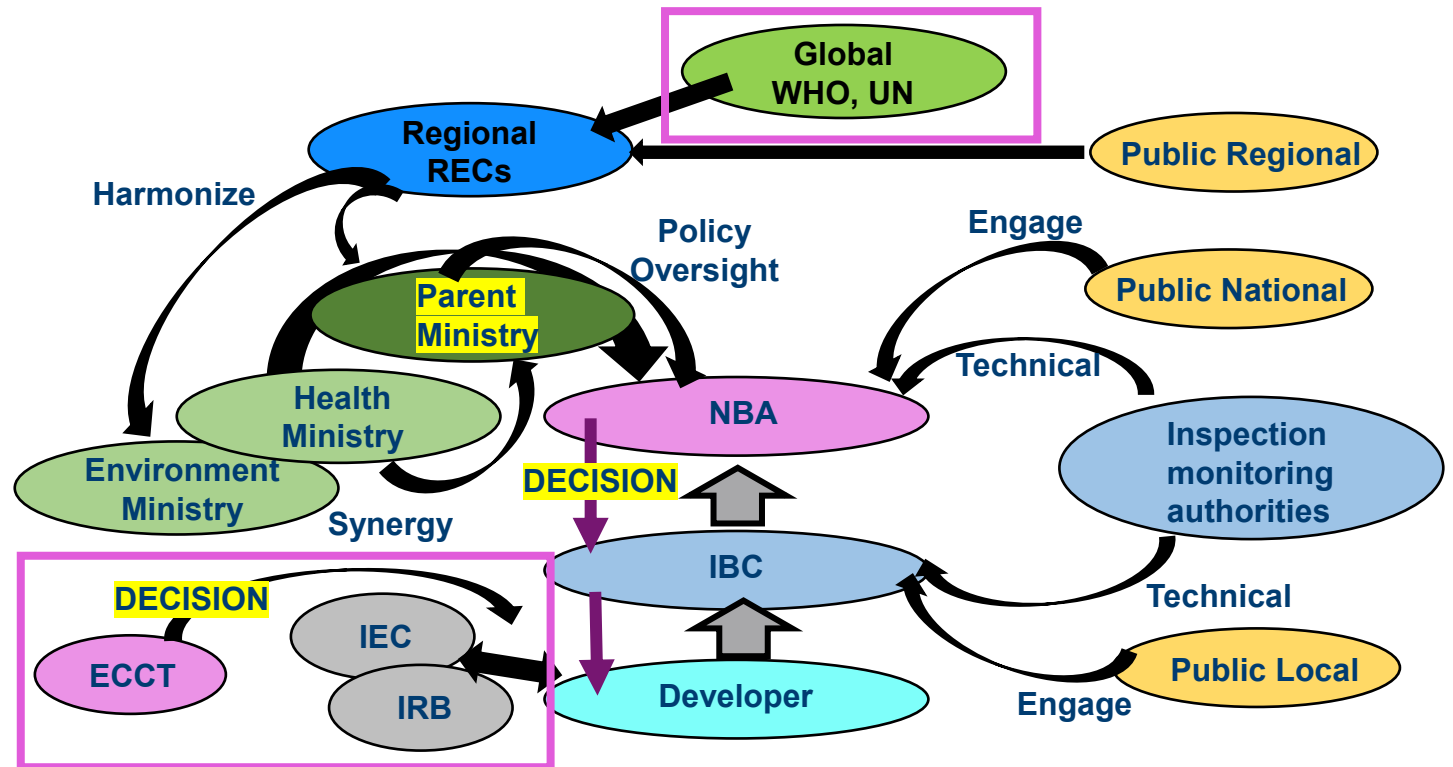 Global
WHO, UN
Regional
RECs
Public Regional
Harmonize
Policy
Oversight
Engage
Public National
Parent
Ministry
Technical
Health
Ministry
NBA
Inspection
monitoring
authorities
Environment
Ministry
DECISION
Synergy
IBC
DECISION
Technical
IEC
ECCT
IRB
Developer
Public Local
Engage